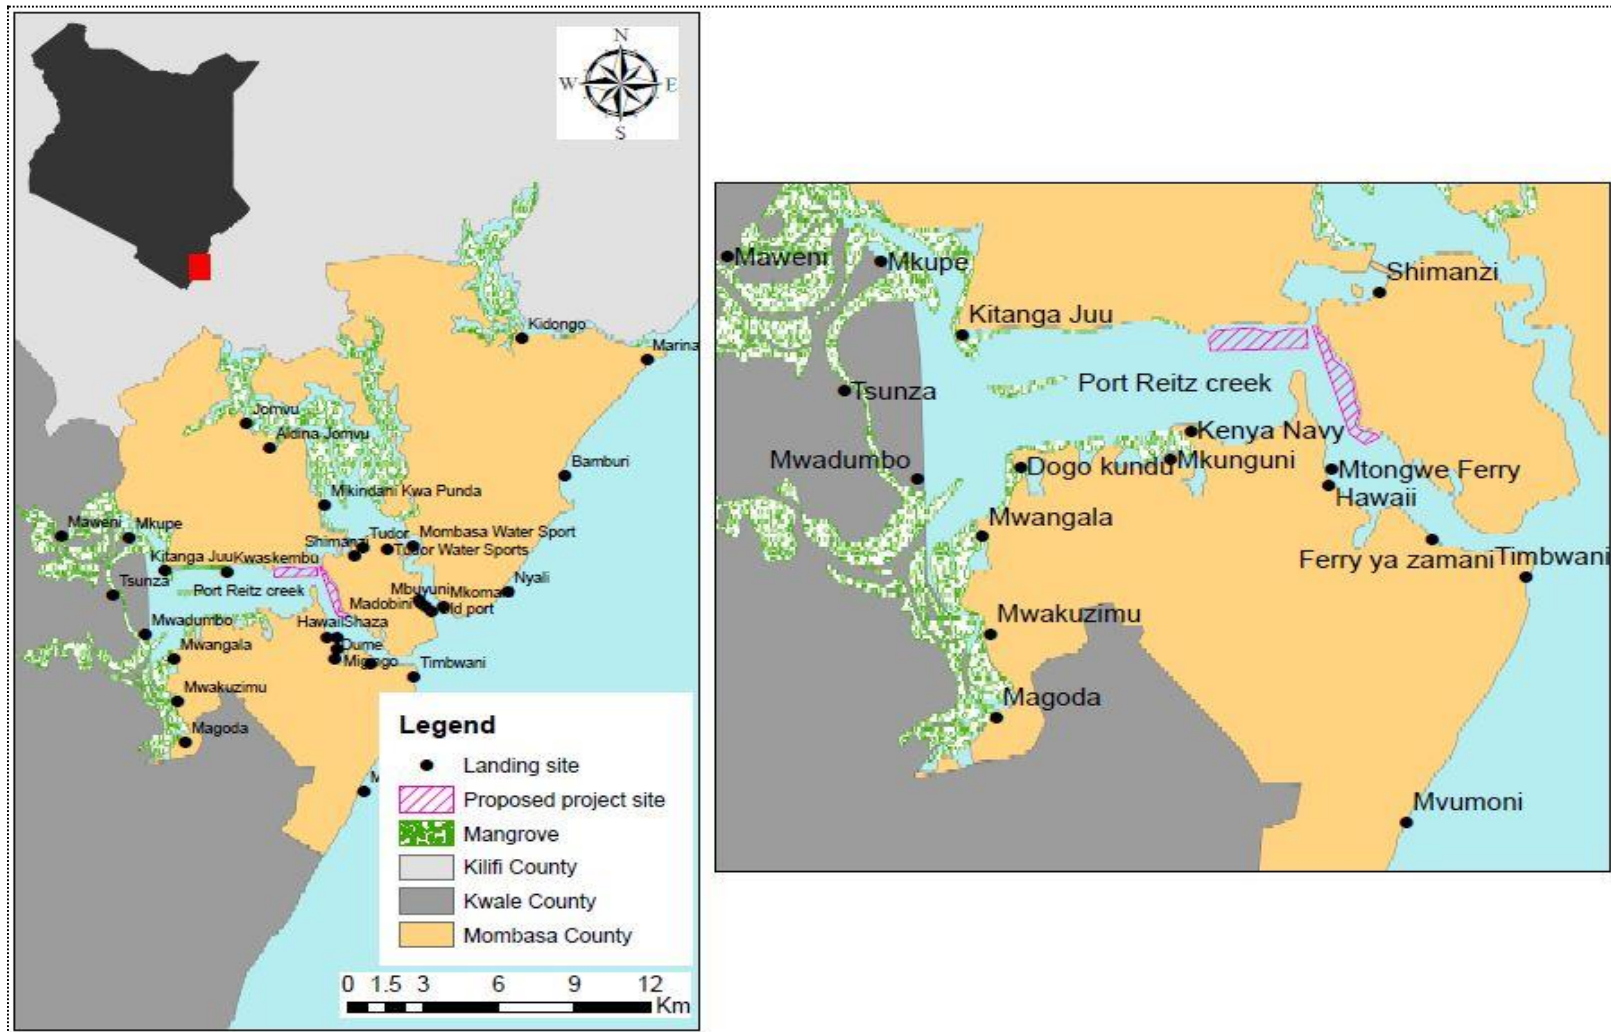 N
W
E
S
Kidongo
Marina
Jomvu
Aldina Jomvu
Bamburi
Mikindani Kwa Punda
Maweni
Mkupe
Tudor
Mombasa Water Sport
Shimanzi
Tudor Water Sports
Kitanga Juu
Kwaskembu
Tsunza
Port Reitz creek
Mbuyuni
Mkoma
Nyali
Madobini
ld port
Mwadumbo
Hawaii
Shaza
Dume
Mwangala
Timbwani
Mwakuzimu
Magoda
M
Legend
Landing site
Proposed project site
Mangrove
Kilifi County
Kwale County
Mombasa County
0 1.5 3 6 9 12
Km
Maweni
Mkupe
Shimanzi
Kitanga Juu
Tsunza
Port Reitz creek
Kenya Navy
Mwadumbo
Dogo kundu
Mkunguni
Mtongwe Ferry
Hawaii
Mwangala
Ferry ya zamani
Timbwani
Mwakuzimu
Magoda
Mvumoni